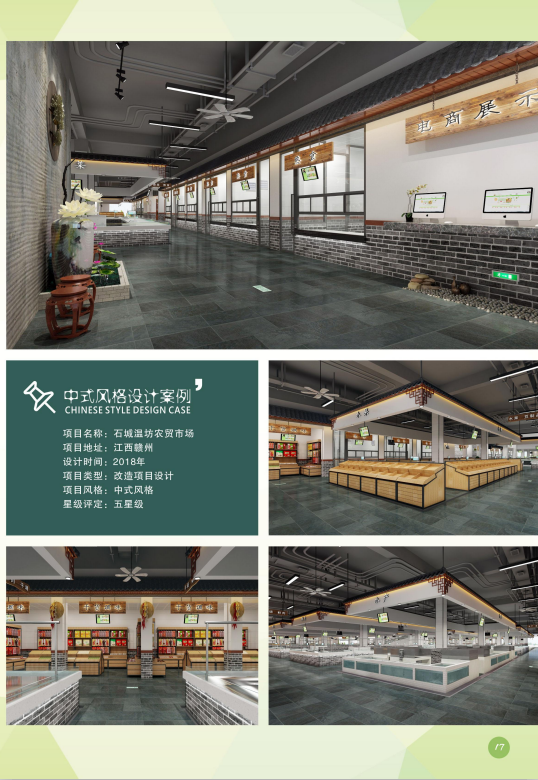 电商展示
中式风格设计案例
CHINESE STYLE DESIGN CASE
项目名称：石城温坊农贸市场
项目地址：江西赣州
设计时间：2018年
项目类型：改造项目设计
项目风格：中式风格
星级评定：五星级
17